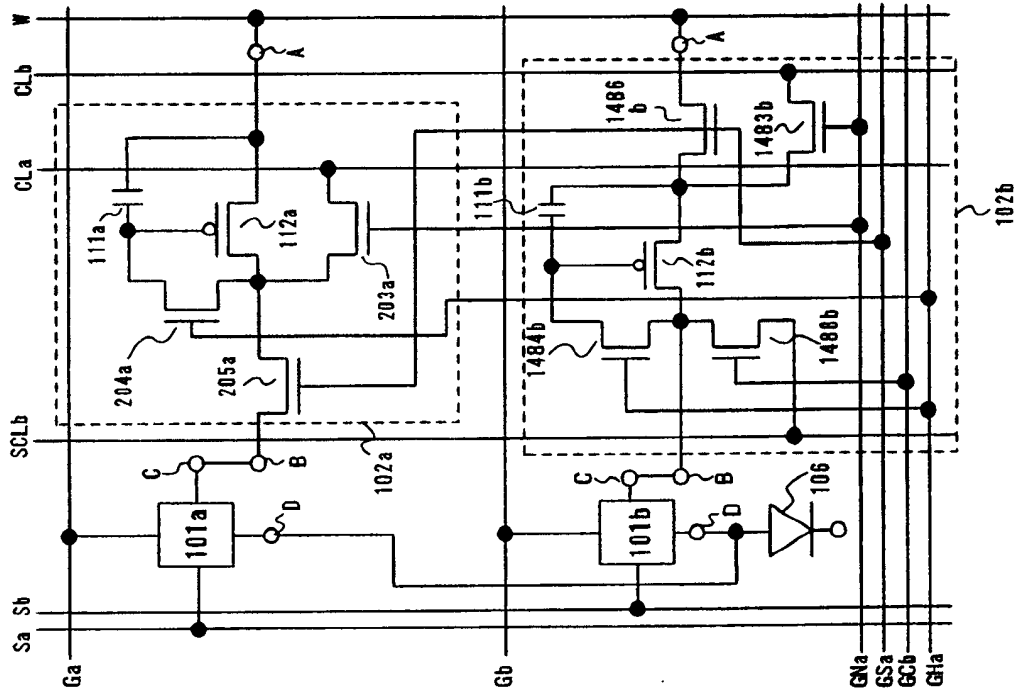 Sa
Sb
SCLb
CLa
CLb
W
Ga
111a
204a
C
101a
205a
112a
B
D
A
203a
102a
Gb
111b
1484b
1486
b
C
101b
112b
A
B
D
1483b
106
1488b
GNa
GSa
GCb
GHa
102b